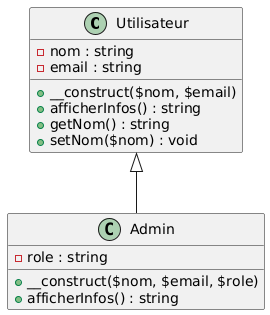 C Utilisateur
nom : string
email : string
__construct($nom, $email)
afficherInfos() : string
getNom() : string
setNom($nom) : void
C Admin
role : string
__construct($nom, $email, $role)
afficherInfos() : string